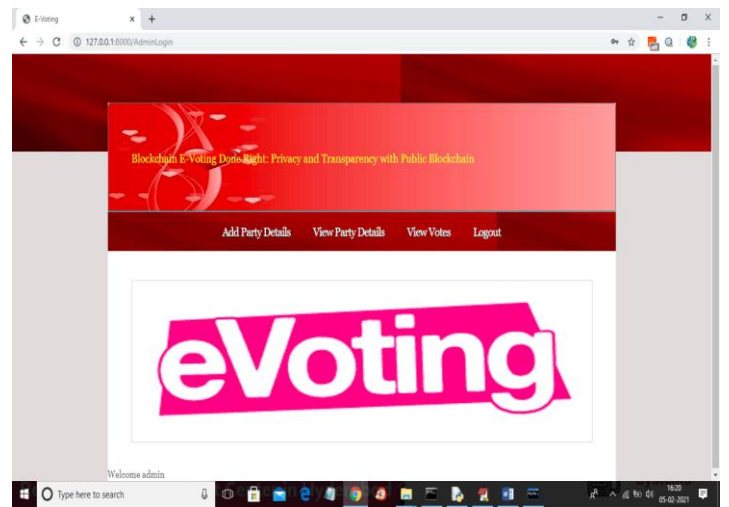 E-Voting
127.0.0.1:8000/AdminLogin
Blockchain E-Voting Done Right: Privacy and Transparency with Public Blockchain
Add Party Details View Party Details View Votes Logout
eVoting
Welcome admin
Type here to search
16:20
05-02-2021